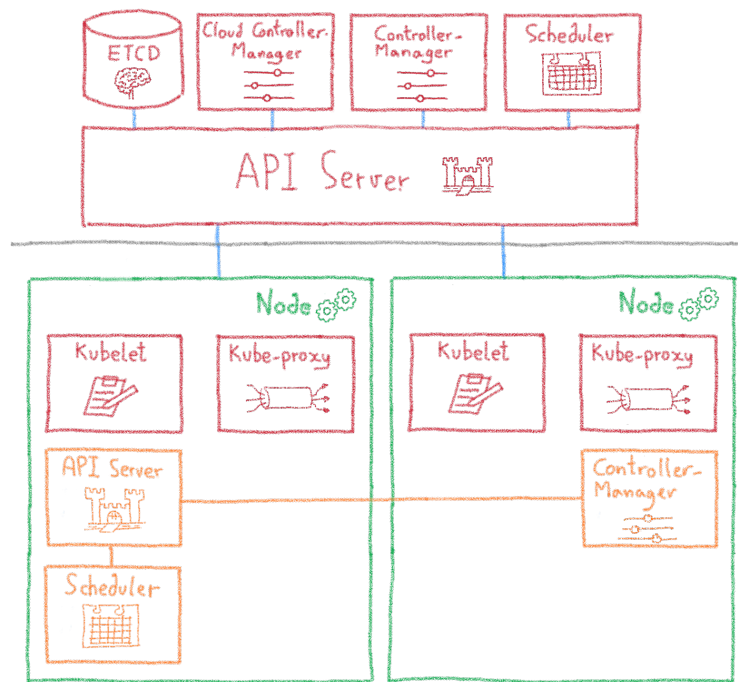 ETCD
Cloud Controller-
Manager
Controller-
Manager
Scheduler
API Server
Node
Kubelet
Kube-proxy
API Server
Scheduler
Node
Kubelet
Kube-proxy
Controller-
Manager